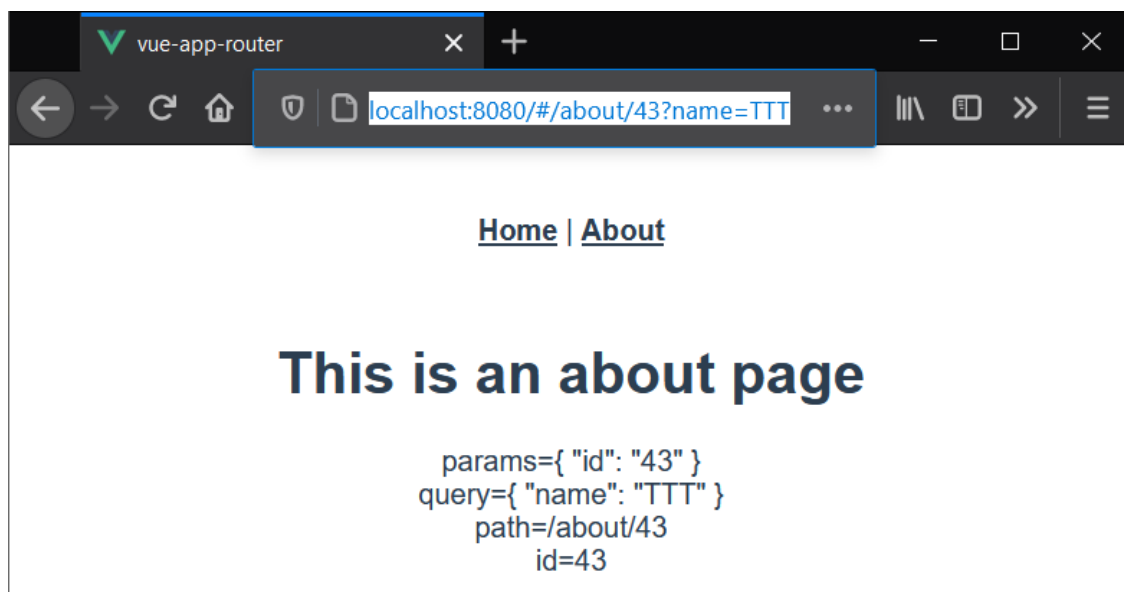 vue-app-router
localhost:8080/#/about/43?name=TTT
Home | About
This is an about page
params={ "id": "43" }
query={ "name": "TTT" }
path=/about/43
id=43